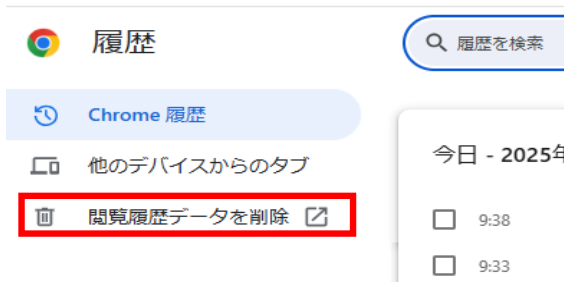 履歴
履歴を検索
Chrome 履歴
他のデバイスからのタブ
閲覧履歴データを削除
今日 - 2025年
9:38
9:33